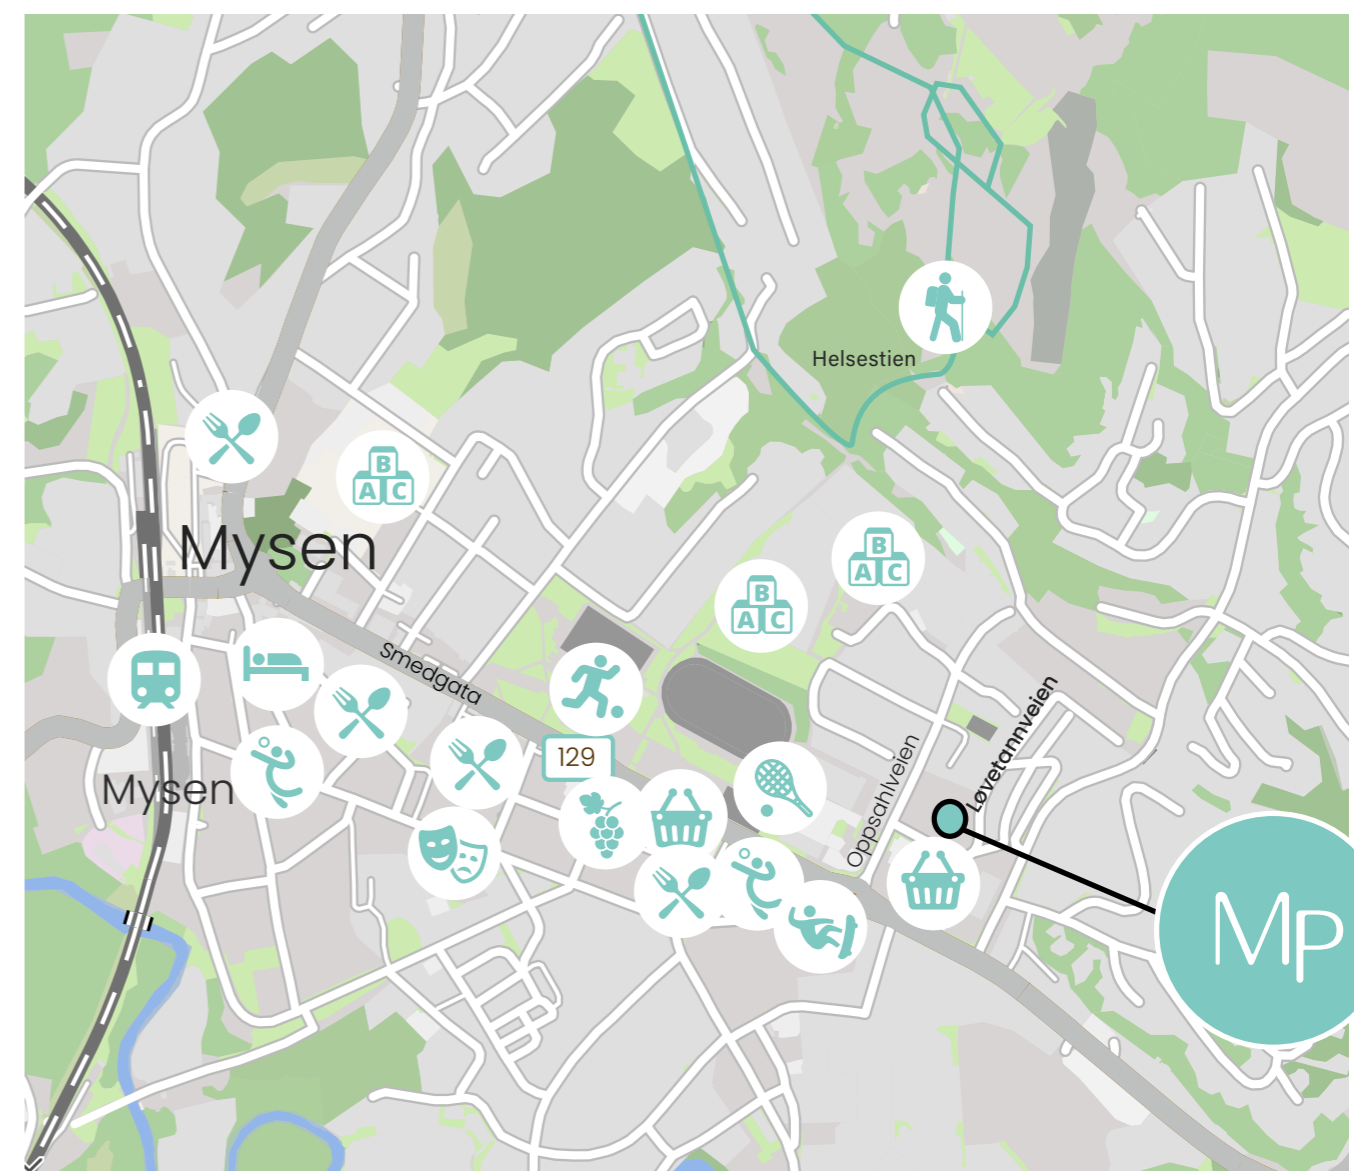 Helsestien
B
A C
Mysen
B
A C
B
A C
Smedgata
129
Mysen
Oppsahlveien
Løvetannveien
Mp